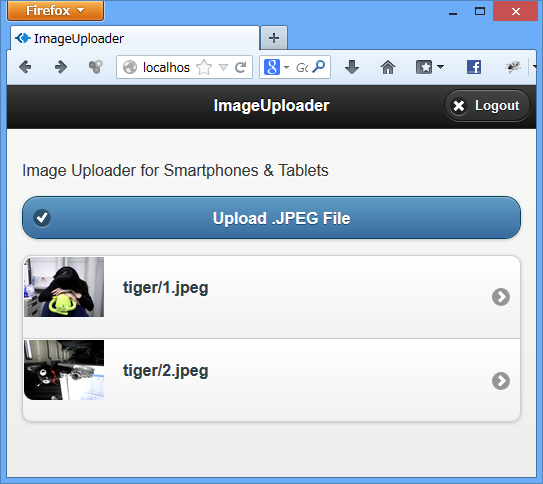 Firefox
ImageUploader
localhos
ImageUploader
Logout
Image Uploader for Smartphones & Tablets
Upload .JPEG File
tiger/1.jpeg
tiger/2.jpeg